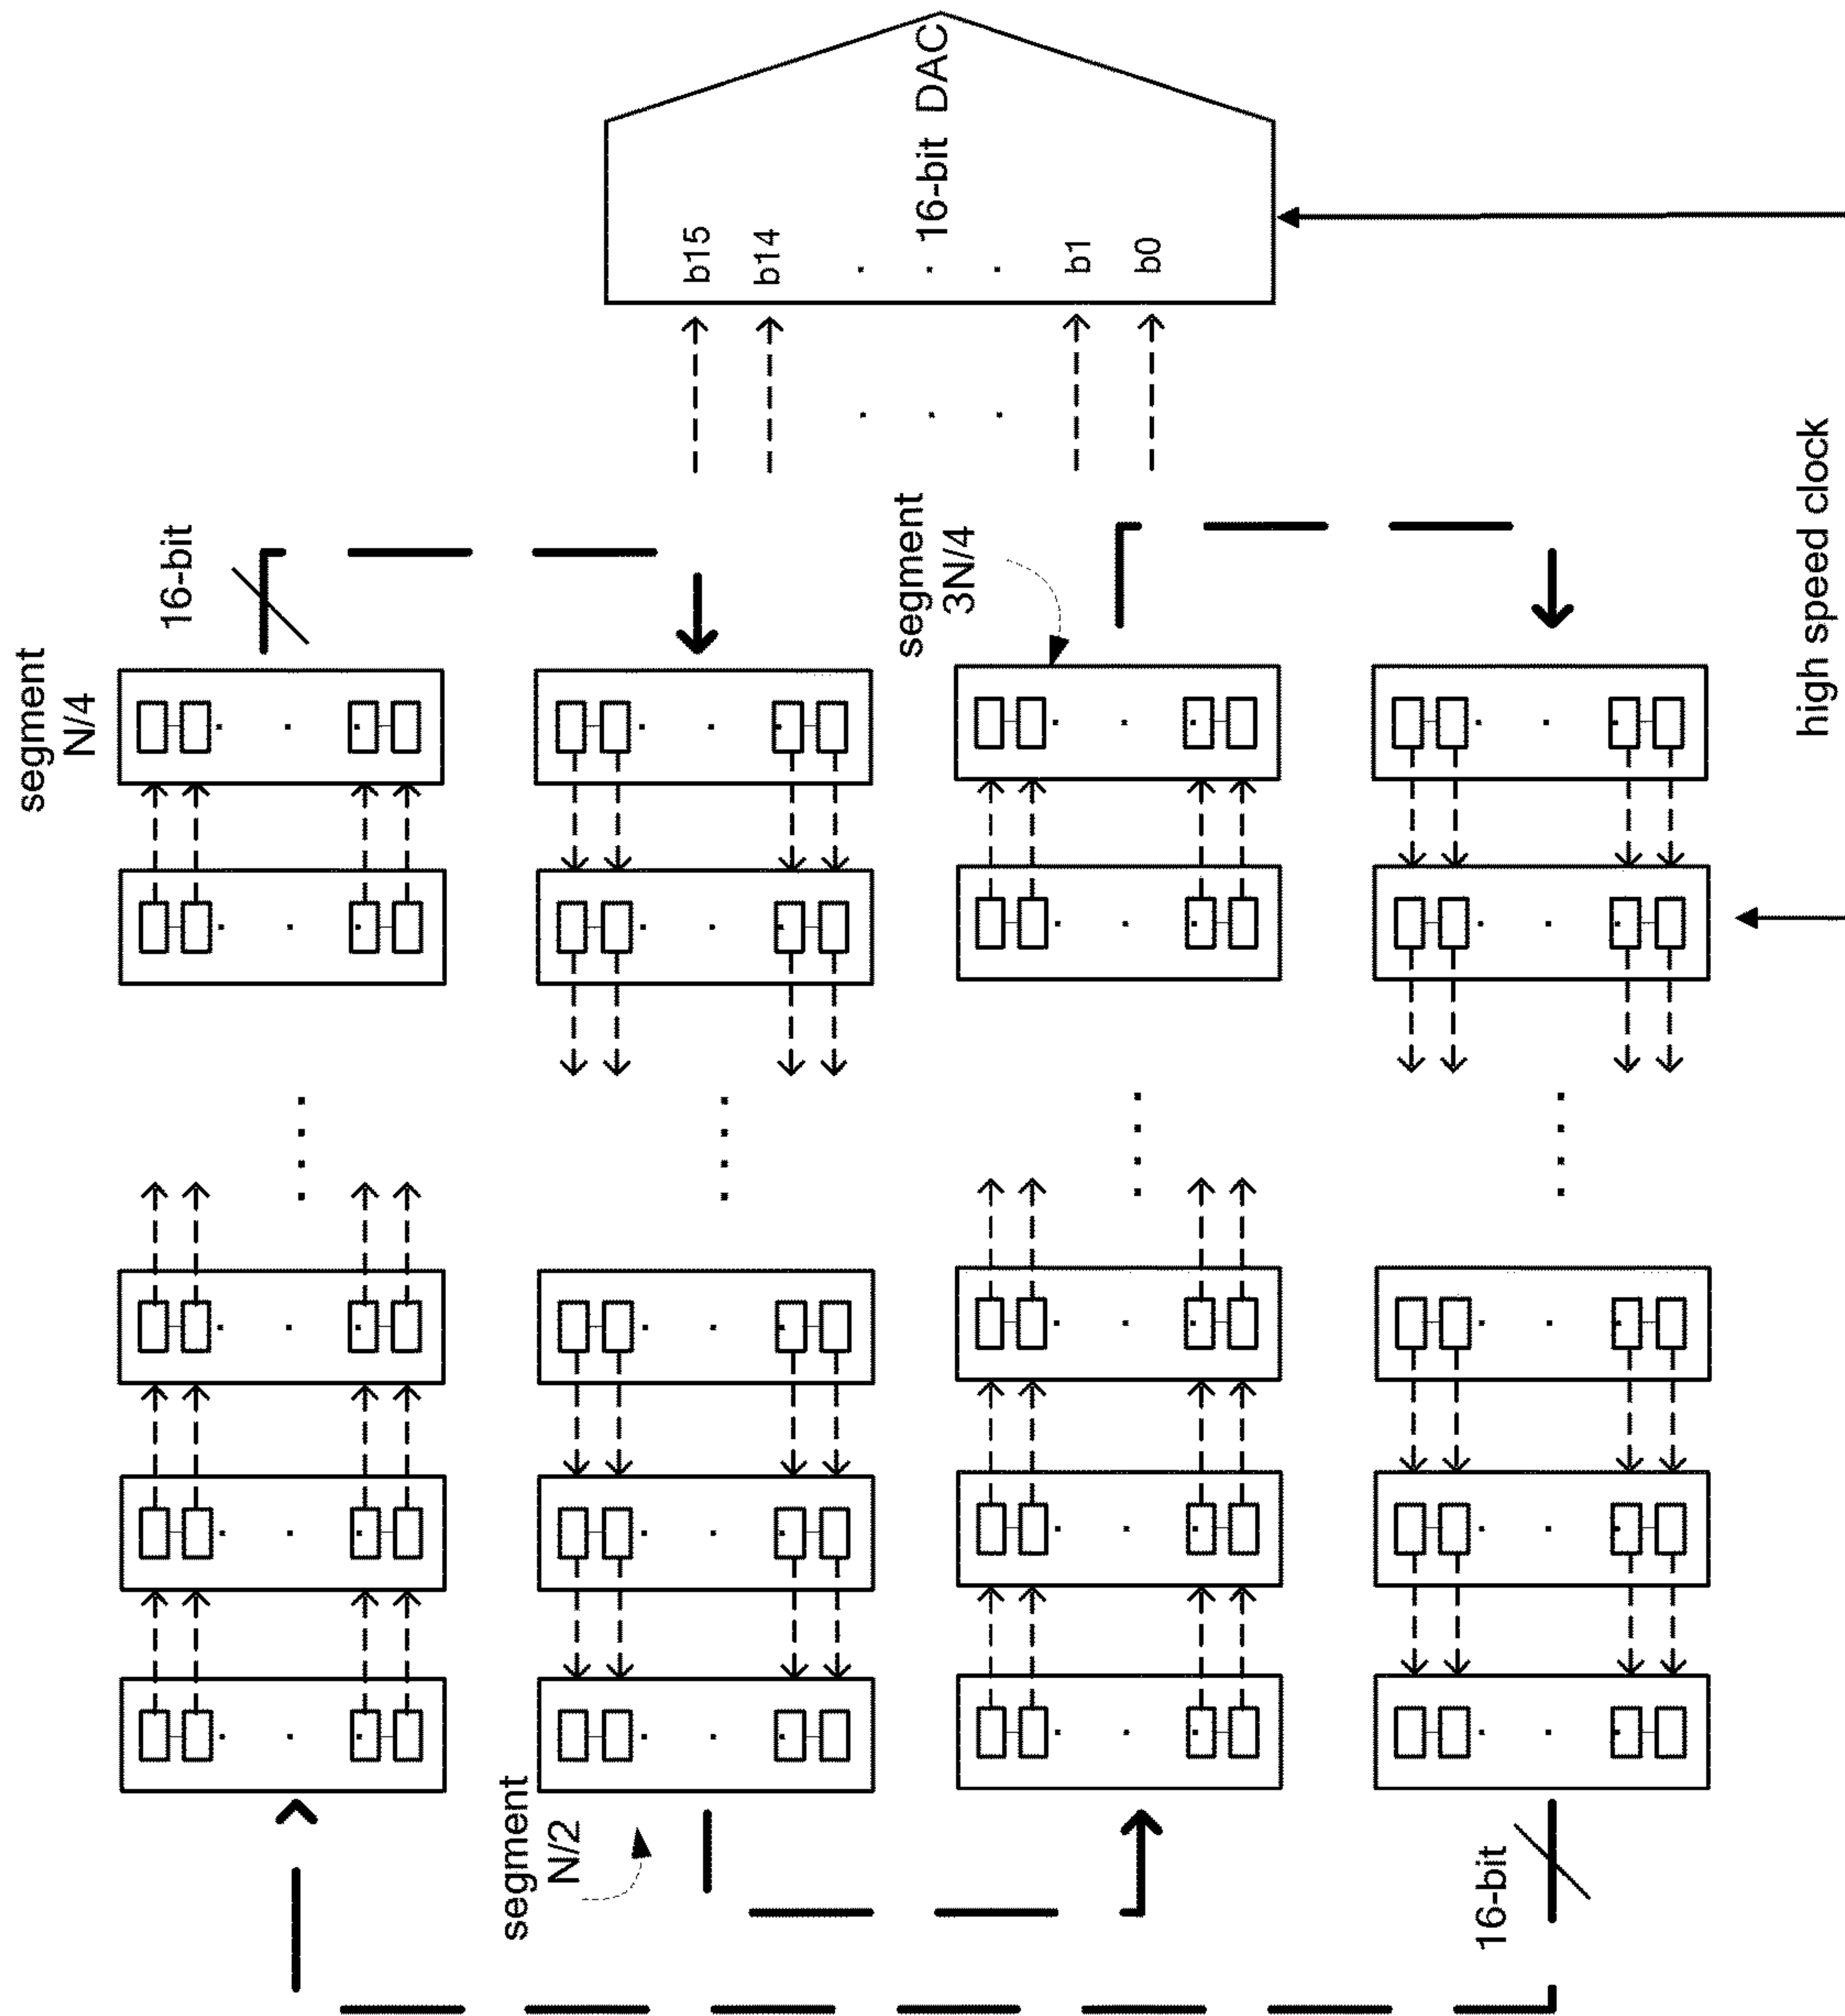 segment
N/4
16-bit
16-bit DAC
b15
b14
b1
b0
segment
3N/4
high speed clock
segment
N/2
16-bit